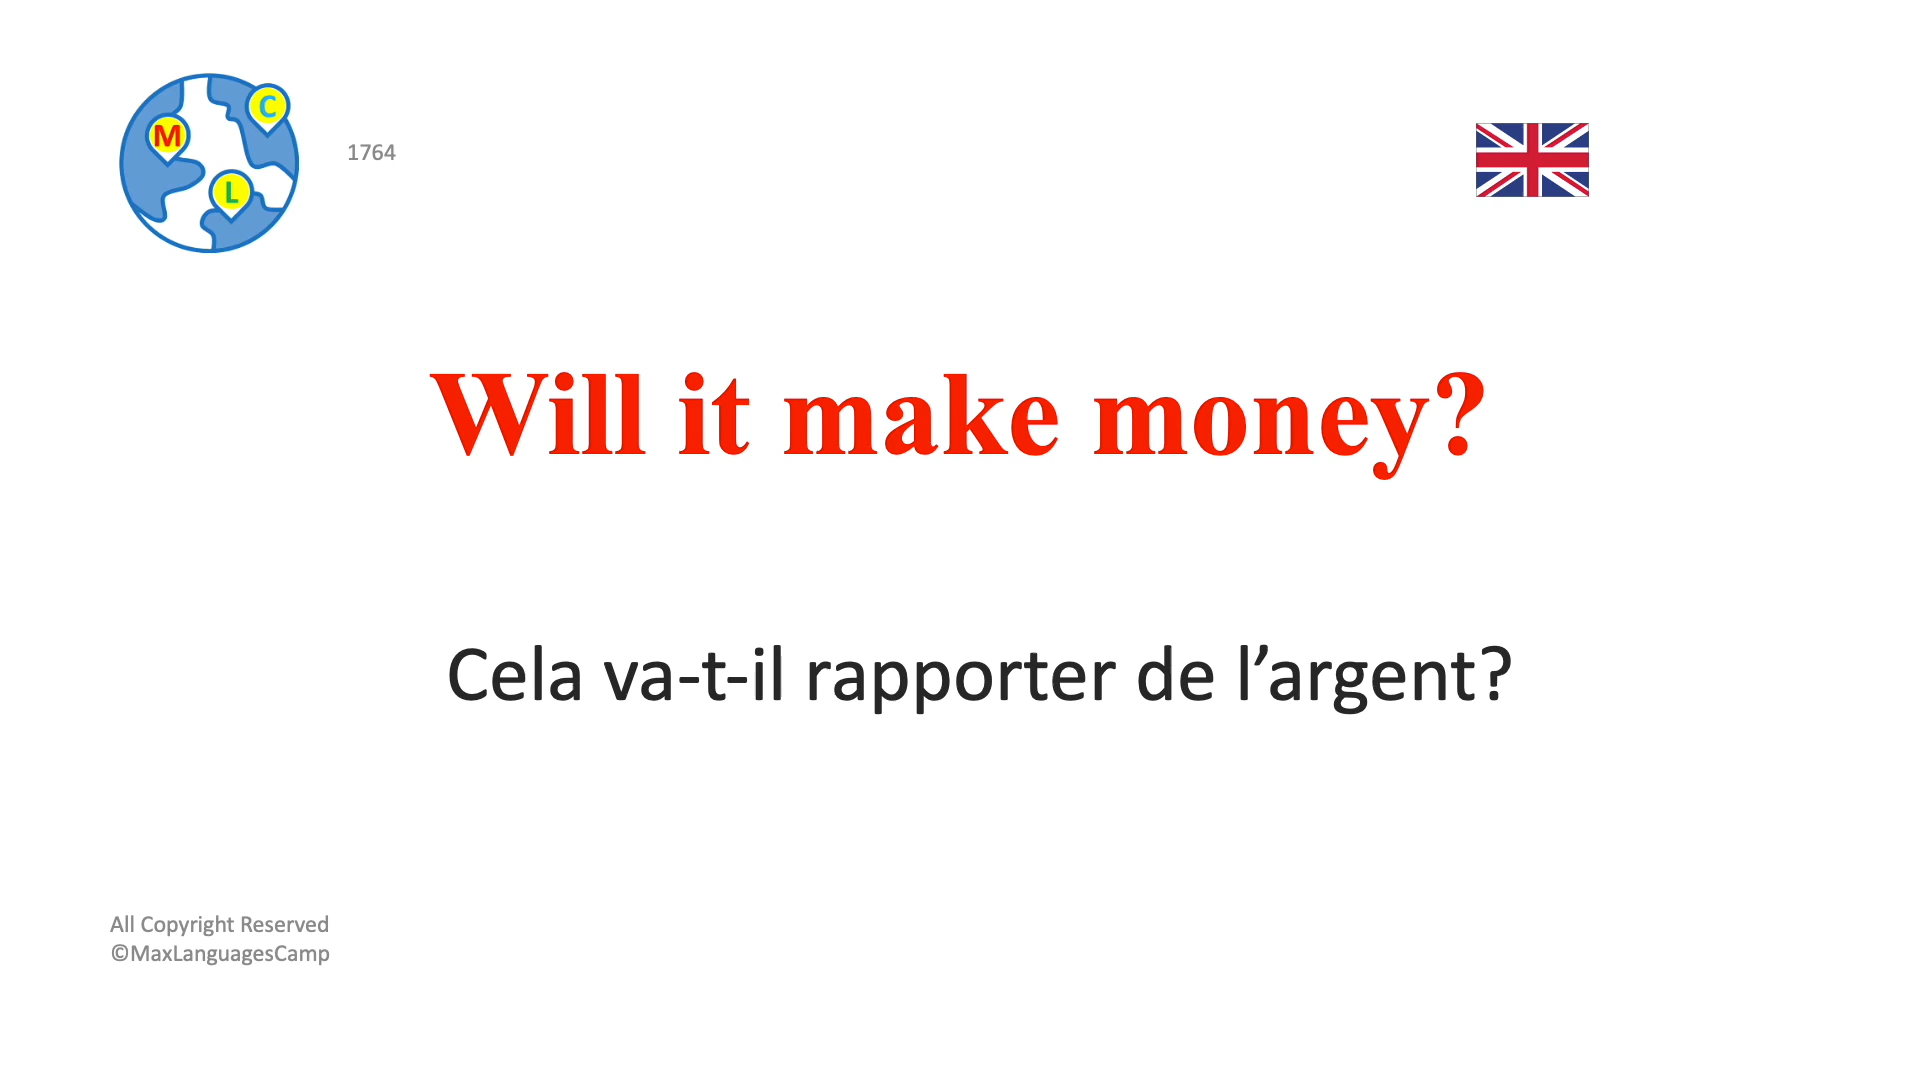 M
C
L
1764
Will it make money?
Cela va-t-il rapporter de l’argent?
All Copyright Reserved
©MaxLanguagesCamp